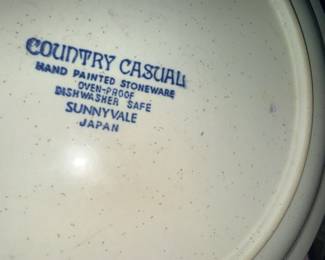 COUNTRY CASUAL
HAND PAINTED STONEWARE
OVEN-PROOF
DISHWASHER SAFE
SUNNYVALE
JAPAN